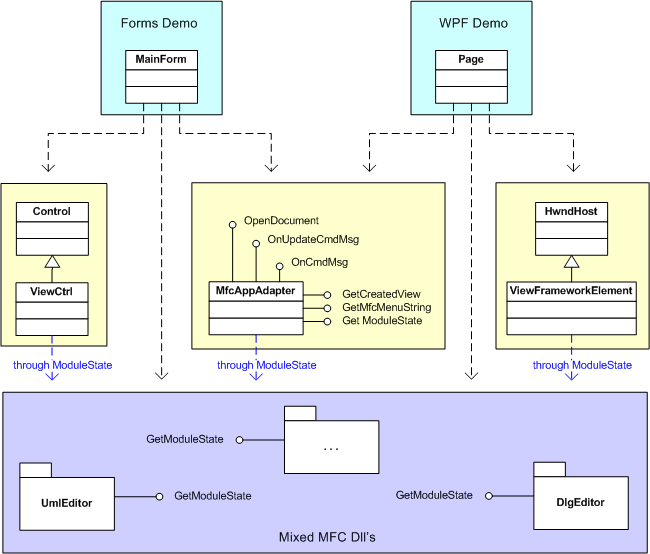 Forms Demo
WPF Demo
MainForm
Page
Control
HwndHost
OpenDocument
OnUpdateCmdMsg
OnCmdMsg
ViewCtrl
MfcAppAdapter
ViewFrameworkElement
GetCreatedView
GetMfcMenuString
Get ModuleState
through ModuleState
through ModuleState
through ModuleState
GetModuleState
...
UmlEditor
GetModuleState
GetModuleState
DlgEditor
Mixed MFC Dll's